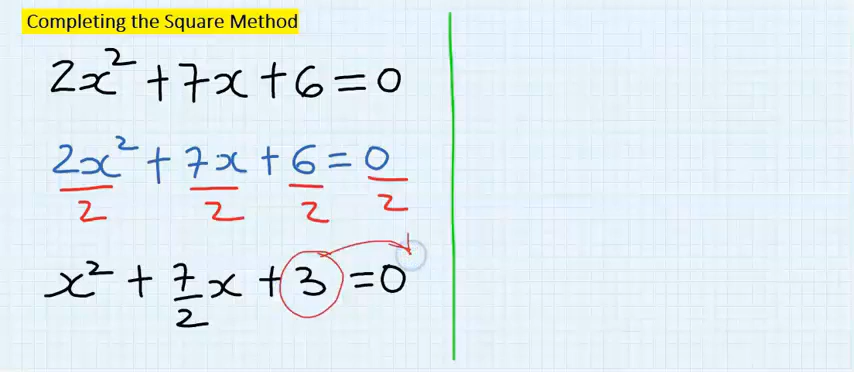 Completing the Square Method
2x² + 7x + 6 = 0
2x²/2 + 7x/2 + 6/2 = 0/2
x² + 7/2 x + 3 = 0